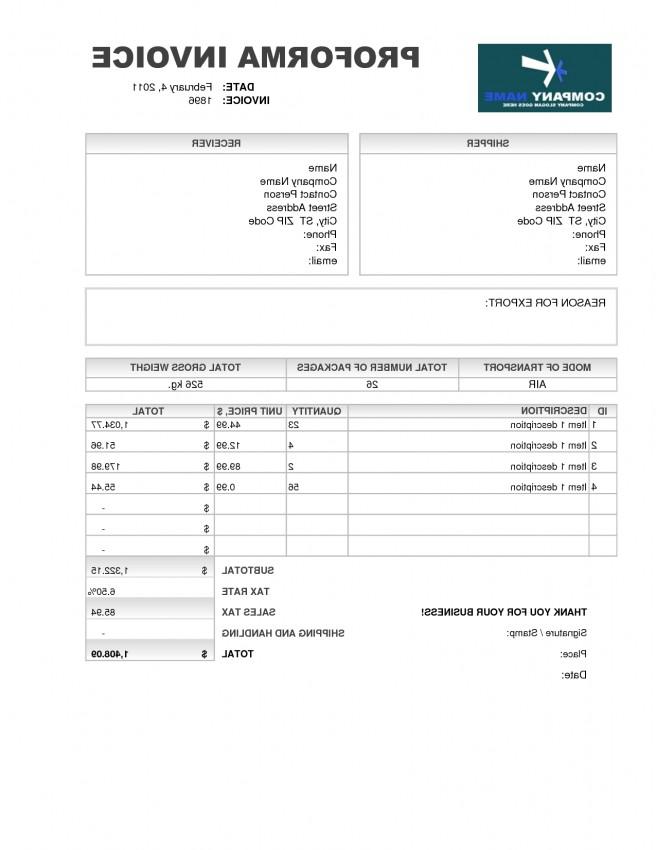 PROFORMA INVOICE
COMPANY NAME
COMPANY SLOGAN GOES HERE
DATE: February 4, 2011
INVOICE: 1896
SHIPPER RECEIVER
Name Name
Company Name Company Name
Contact Person Contact Person
Street Address Street Address
City, ST ZIP Code City, ST ZIP Code
Phone: Phone:
Fax: Fax:
email: email:
REASON FOR EXPORT:
MODE OF TRANSPORT TOTAL NUMBER OF PACKAGES TOTAL GROSS WEIGHT
AIR 26 526 kg.
ID DESCRIPTION QUANTITY UNIT PRICE, $ TOTAL
1 Item 1 description 23 44.99 $ 1,034.77
2 Item 1 description 4 12.99 $ 51.96
3 Item 1 description 2 89.99 $ 179.98
4 Item 1 description 56 0.99 $ 55.44
$ -
$ -
$ -
SUBTOTAL $ 1,322.15
TAX RATE 6.50%
THANK YOU FOR YOUR BUSINESS! SALES TAX 85.94
Signature / Stamp: SHIPPING AND HANDLING -
Place: TOTAL $ 1,408.09
Date: